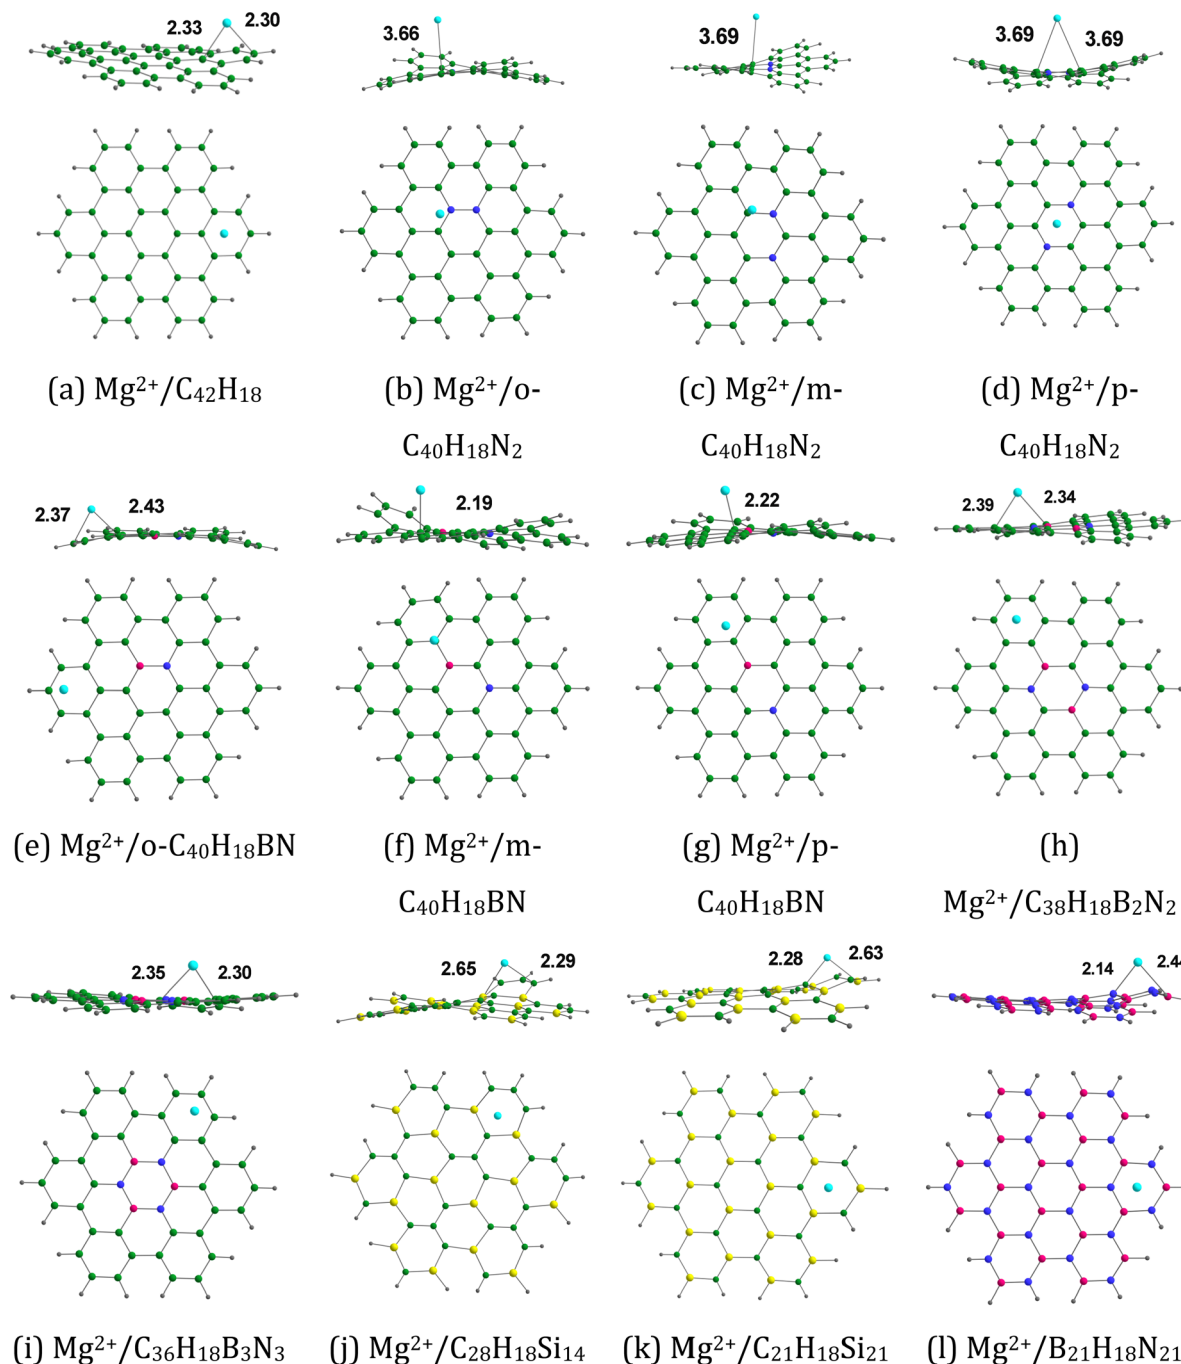 2.33 2.30
3.66
3.69
3.69 3.69
(a) Mg²⁺/C₄₂H₁₈
(b) Mg²⁺/o-
C₄₀H₁₈N₂
(c) Mg²⁺/m-
C₄₀H₁₈N₂
(d) Mg²⁺/p-
C₄₀H₁₈N₂
2.37 2.43
2.19
2.22
2.39 2.34
(e) Mg²⁺/o-C₄₀H₁₈BN
(f) Mg²⁺/m-
C₄₀H₁₈BN
(g) Mg²⁺/p-
C₄₀H₁₈BN
(h)
Mg²⁺/C₃₈H₁₈B₂N₂
2.35 2.30
2.65 2.29
2.28 2.63
2.14
(i) Mg²⁺/C₃₆H₁₈B₃N₃
(j) Mg²⁺/C₂₈H₁₈Si₁₄
(k) Mg²⁺/C₂₁H₁₈Si₂₁
(l) Mg²⁺/B₂₁H₁₈N₂₁